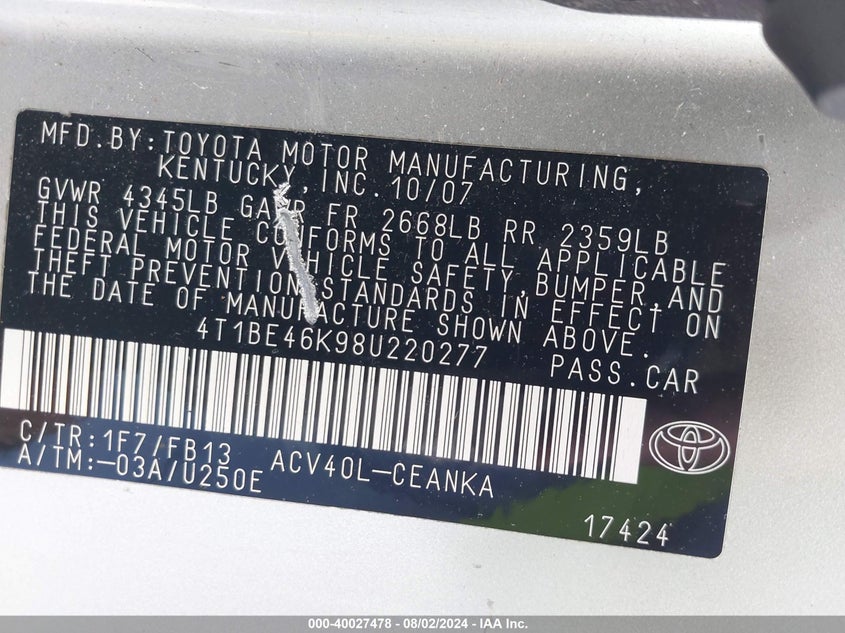 MFD.BY:TOYOTA MOTOR MANUFACTURING,
KENTUCKY,INC.10/07
GVWR 4345LB GAWR FR 2668LB RR 2359LB
THIS VEHICLE CONFORMS TO ALL APPLICABLE
FEDERAL MOTOR VEHICLE SAFETY,BUMPER,AND
THEFT PREVENTION STANDARDS IN EFFECT ON
THE DATE OF MANUFACTURE SHOWN ABOVE.
4T1BE46K98U220277 PASS.CAR
C/TR:1F7/FB13 ACV40L-CEANKA
A/TM:-03A/U250E
17424
000-40027478 - 08/02/2024 - IAA Inc.